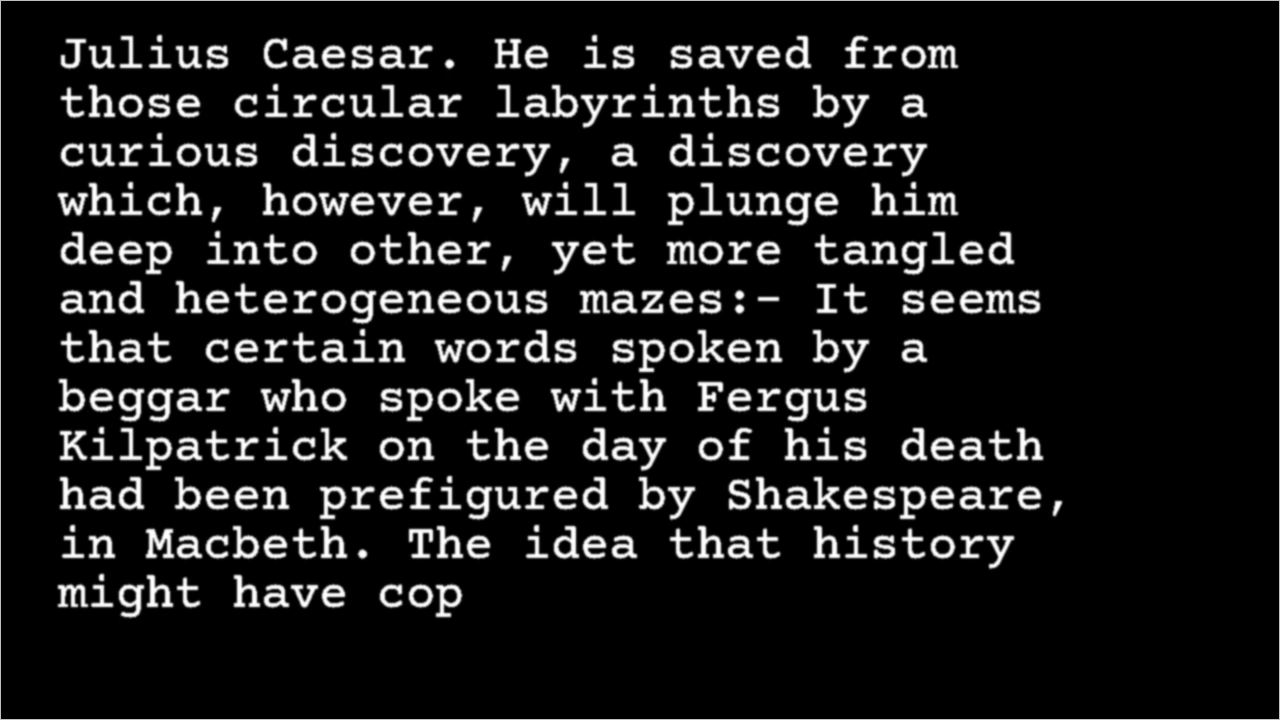 Julius Caesar. He is saved from
those circular labyrinths by a
curious discovery, a discovery
which, however, will plunge him
deep into other, yet more tangled
and heterogeneous mazes:- It seems
that certain words spoken by a
beggar who spoke with Fergus
Kilpatrick on the day of his death
had been prefigured by Shakespeare,
in Macbeth. The idea that history
might have cop